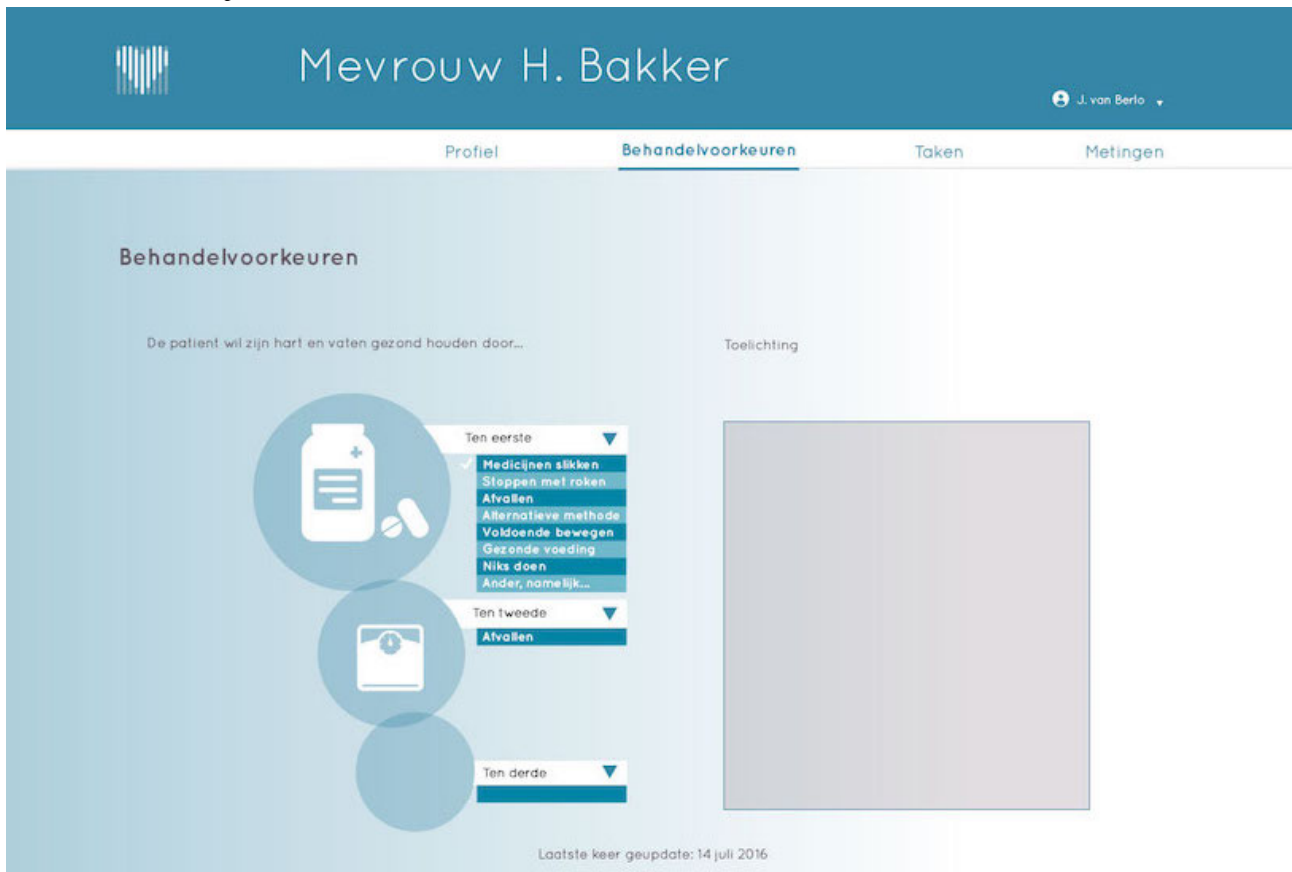 Mevrouw H. Bakker
J. van Berlo
Profiel Behandelvoorkeuren Taken Metingen
Behandelvoorkeuren
De patient wil zijn hart en vaten gezond houden door...
Toelichting
Ten eerste
Medicijnen slikken
Stoppen met roken
Afvallen
Alternatieve methode
Voldoende bewegen
Gezonde voeding
Niks doen
Ander, namelijk...
Ten tweede
Afvallen
Ten derde
Laatste keer geupdate: 14 juli 2016